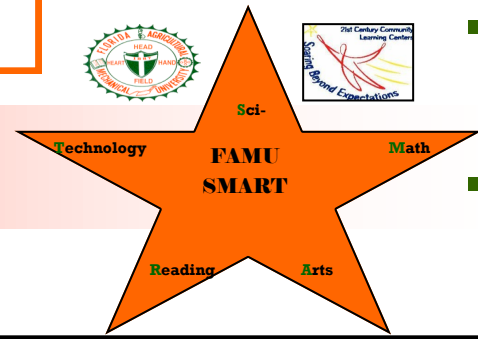 FLORIDA AGRICULTURAL
MECHANICAL UNIVERSITY
HEAD
HEART
HAND
FIELD
21st Century Community
Learning Centers
Soaring Beyond Expectations
Sci-
Technology
Math
FAMU
SMART
Reading
Arts